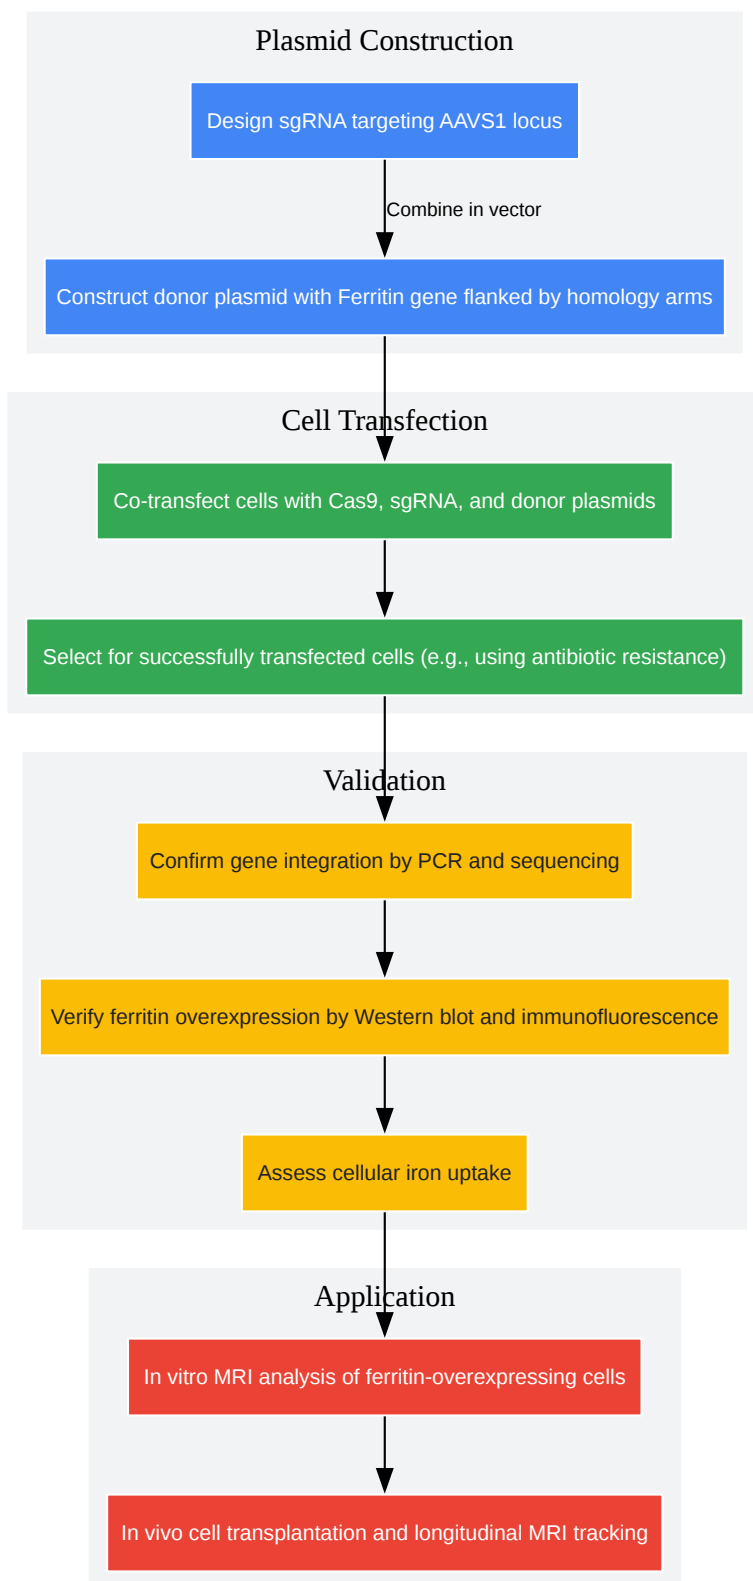 Plasmid Construction
Design sgRNA targeting AAVS1 locus
Combine in vector
Construct donor plasmid with Ferritin gene flanked by homology arms
Cell Transfection
Co-transfect cells with Cas9, sgRNA, and donor plasmids
Select for successfully transfected cells (e.g., using antibiotic resistance)
Validation
Confirm gene integration by PCR and sequencing
Verify ferritin overexpression by Western blot and immunofluorescence
Assess cellular iron uptake
Application
In vitro MRI analysis of ferritin-overexpressing cells
In vivo cell transplantation and longitudinal MRI tracking